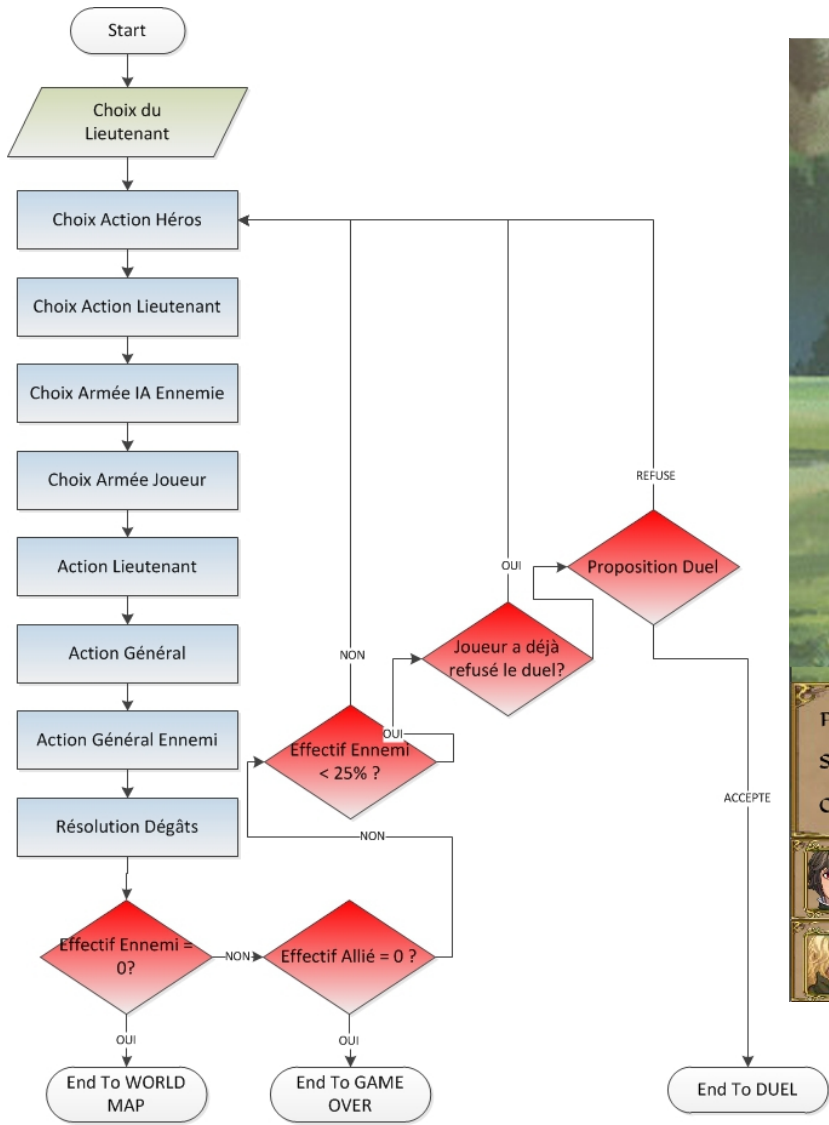 Start
Choix du
Lieutenant
Choix Action Héros
Choix Action Lieutenant
Choix Armée IA Ennemie
Choix Armée Joueur
Action Lieutenant
Action Général
Action Général Ennemi
Résolution Dégâts
Effectif Ennemi =
0?
NON
Effectif Allié = 0 ?
OUI
OUI
End To WORLD
MAP
End To GAME
OVER
NON
Effectif Ennemi
< 25% ?
NON
OUI
Joueur a déjà
refusé le duel?
OUI
Proposition Duel
REFUSE
ACCEPTE
End To DUEL